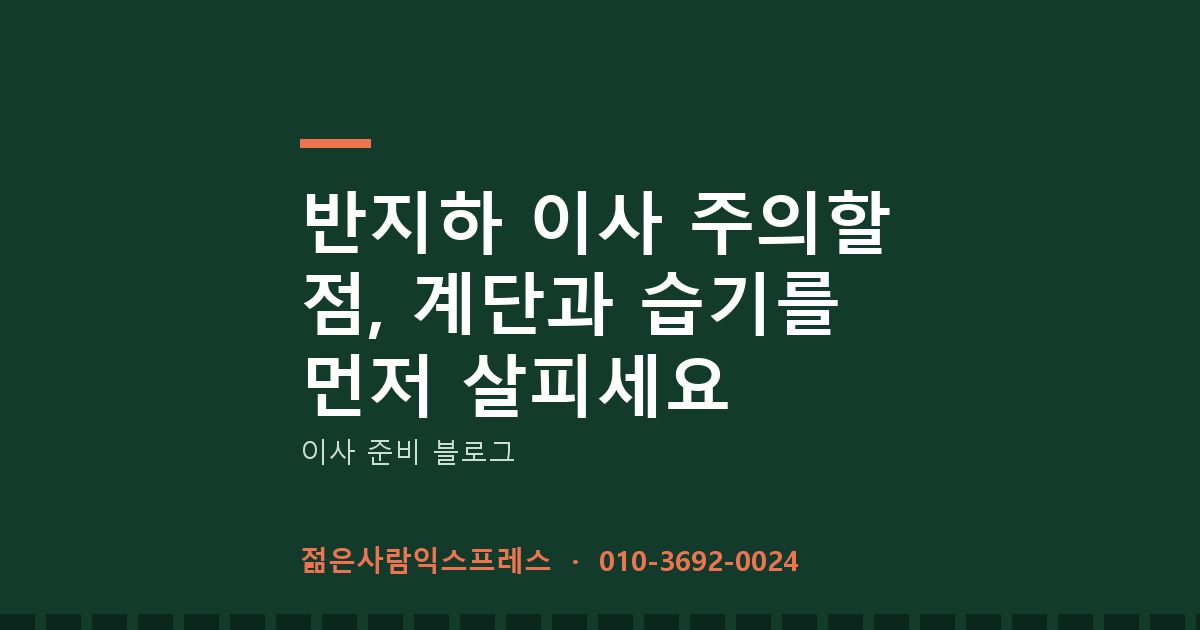 반지하 이사 주의할
점, 계단과 습기를
먼저 살피세요
이사 준비 블로그
젊은사람익스프레스 · 010-3692-0024